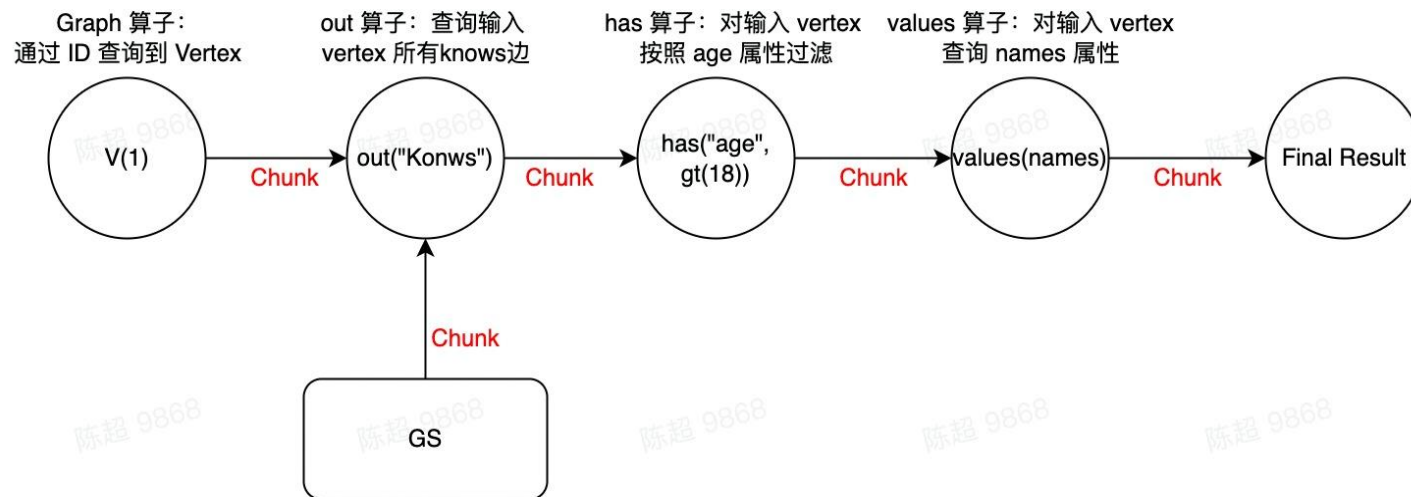 Graph 算子：
通过 ID 查询到 Vertex
out 算子：查询输入
vertex 所有knows边
has 算子：对输入 vertex
按照 age 属性过滤
values 算子：对输入 vertex
查询 names 属性
V(1)
Chunk
out("Konws")
Chunk
has("age",
gt(18))
Chunk
values(names)
Chunk
Final Result
Chunk
GS
陈超 9868
陈超 9868
陈超 9868
陈超 9868
陈超 9868
陈超 9868
陈超 9868
陈超 9868
陈超 9868
陈超 9868